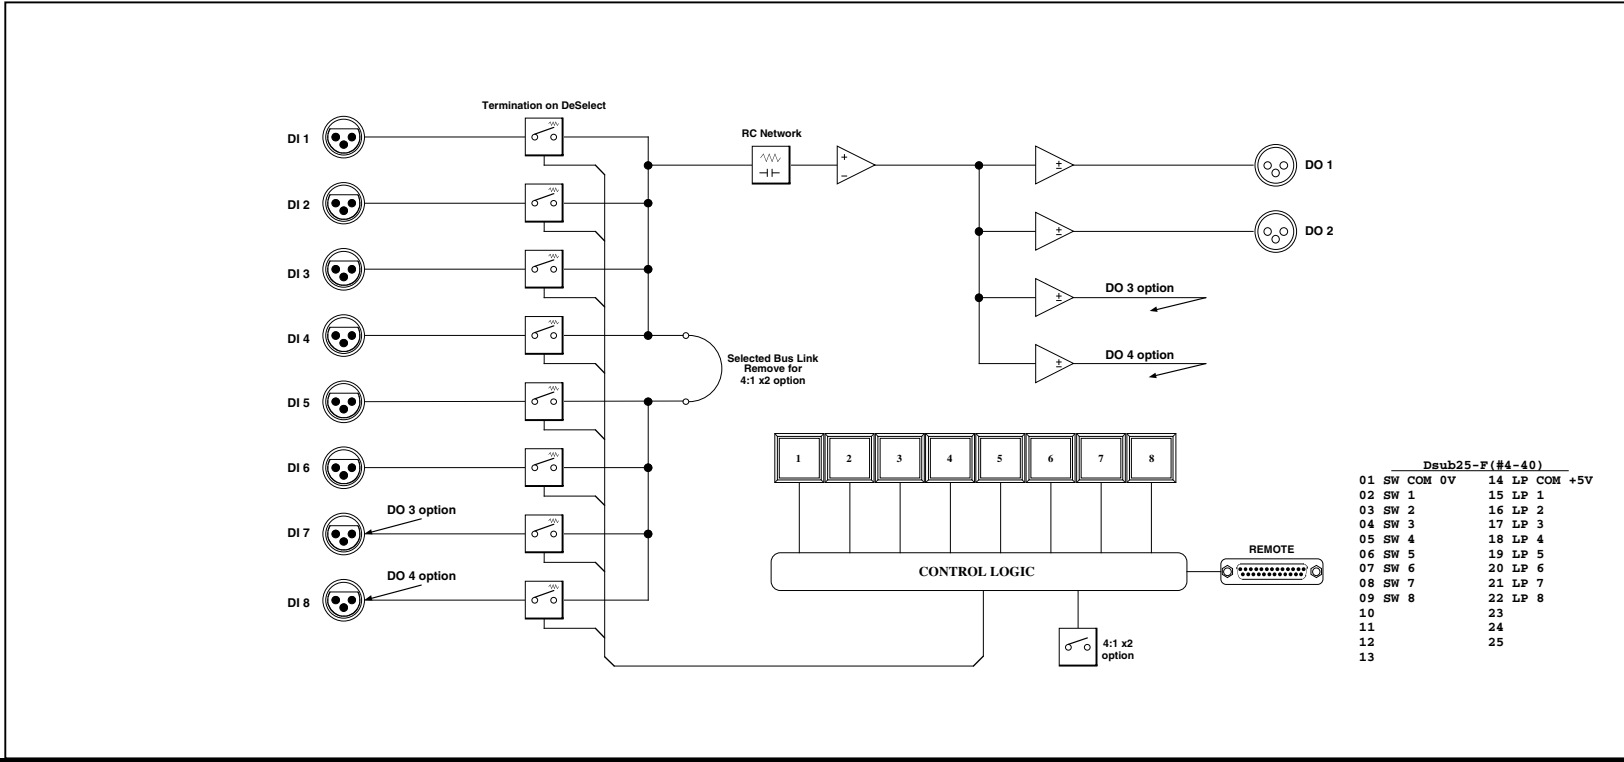 Termination on DeSelect
DI 1
DI 2
DI 3
DI 4
DI 5
DI 6
DI 7
DI 8
DO 3 option
DO 4 option
RC Network
+
−
±
±
±
±
DO 1
DO 2
DO 3 option
DO 4 option
Selected Bus Link
Remove for
4:1 x2 option
1 2 3 4 5 6 7 8
CONTROL LOGIC
REMOTE
4:1 x2
option
Dsub25-F(#4-40)
01 SW COM 0V 14 LP COM +5V
02 SW 1 15 LP 1
03 SW 2 16 LP 2
04 SW 3 17 LP 3
05 SW 4 18 LP 4
06 SW 5 19 LP 5
07 SW 6 20 LP 6
08 SW 7 21 LP 7
09 SW 8 22 LP 8
10 23
11 24
12 25
13